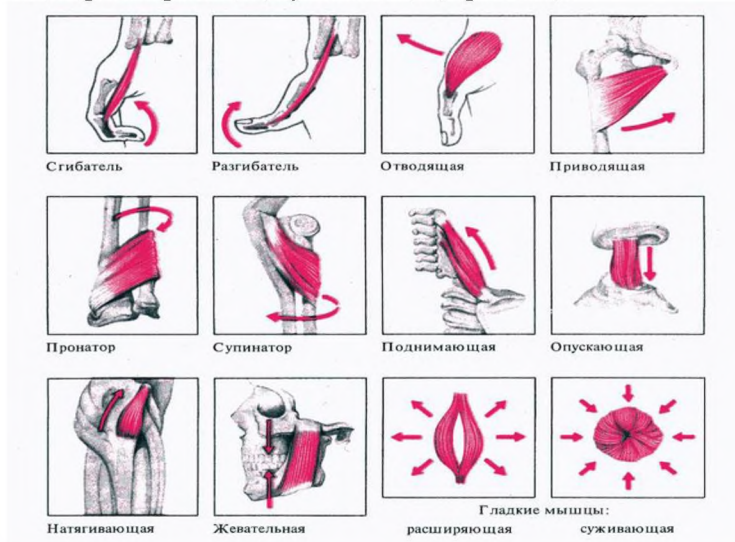 Сгибатель
Разгибатель
Отводящая
Приводящая
Пронатор
Супинатор
Поднимающая
Опускающая
Натягивающая
Жевательная
Гладкие мышцы:
расширяющая
суживающая